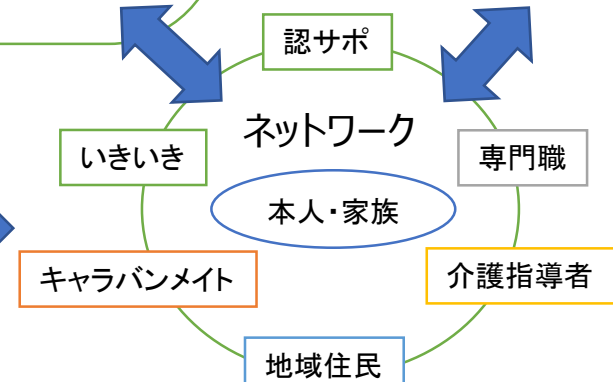 認サポ
ネットワーク
いきいき
専門職
本人・家族
キャラバンメイト
介護指導者
地域住民